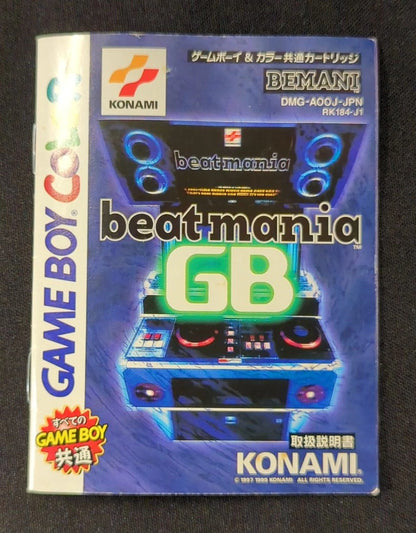 GAME BOY COLOR
KONAMI
ゲームボーイ&カラー共通カートリッジ
BEMANI
DMG-A0OJ-JPN
RK184-J1
beatmania
beatmania
TM
GB
すべての
GAME BOY
共通
取扱説明書
KONAMI
© 1997 1999 KONAMI ALL RIGHTS RESERVED.